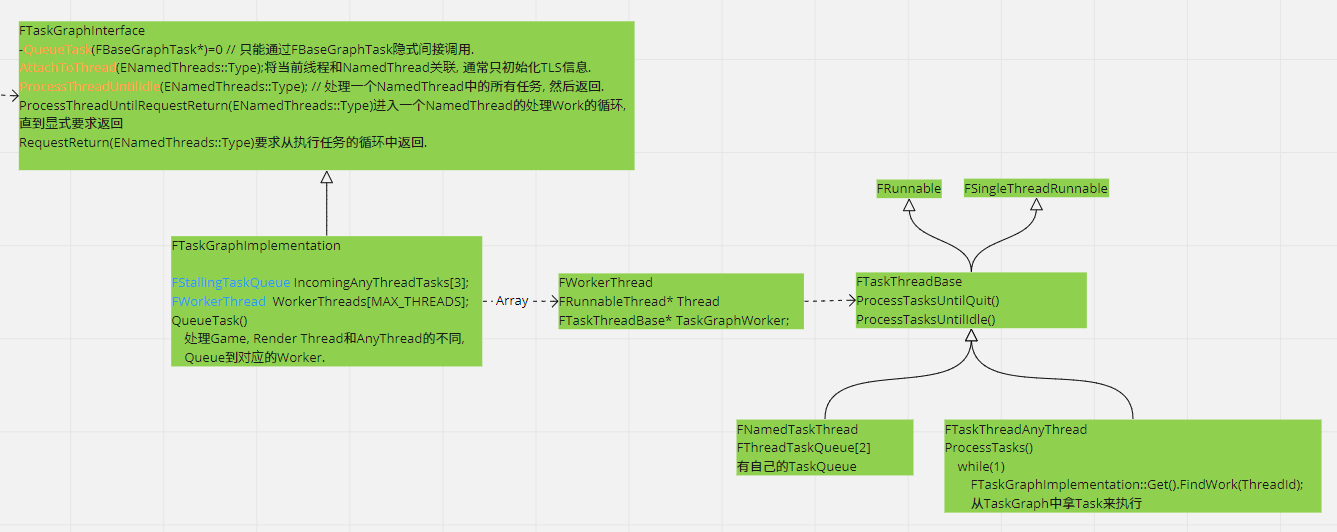 FTaskGraphInterface
-QueueTask(FBaseGraphTask*)=0 // 只能通过FBaseGraphTask隐式间接调用.
AttachToThread(ENamedThreads::Type);将当前线程和NamedThread关联, 通常只初始化TLS信息.
ProcessThreadUntilIdle(ENamedThreads::Type); // 处理一个NamedThread中的所有任务, 然后返回.
ProcessThreadUntilRequestReturn(ENamedThreads::Type)进入一个NamedThread的处理Work的循环,
直到显式要求返回
RequestReturn(ENamedThreads::Type)要求从执行任务的循环中返回.
FRunnable
FSingleThreadRunnable
FTaskGraphImplementation
FStallingTaskQueue IncomingAnyThreadTasks[3];
FWorkerThread WorkerThreads[MAX_THREADS];
QueueTask()
处理Game, Render Thread和AnyThread的不同,
Queue到对应的Worker.
Array
FWorkerThread
FRunnableThread* Thread
FTaskThreadBase* TaskGraphWorker;
FTaskThreadBase
ProcessTasksUntilQuit()
ProcessTasksUntilIdle()
FNamedTaskThread
FThreadTaskQueue[2]
有自己的TaskQueue
FTaskThreadAnyThread
ProcessTasks()
while(1)
FTaskGraphImplementation::Get().FindWork(ThreadId);
从TaskGraph中拿Task来执行